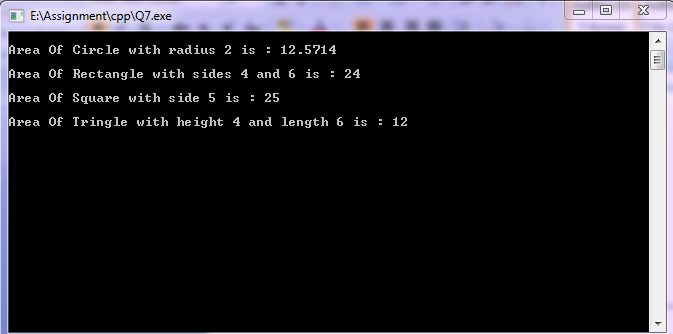 E:\Assignment\cpp\Q7.exe
Area Of Circle with radius 2 is : 12.5714
Area Of Rectangle with sides 4 and 6 is : 24
Area Of Square with side 5 is : 25
Area Of Tringle with height 4 and length 6 is : 12